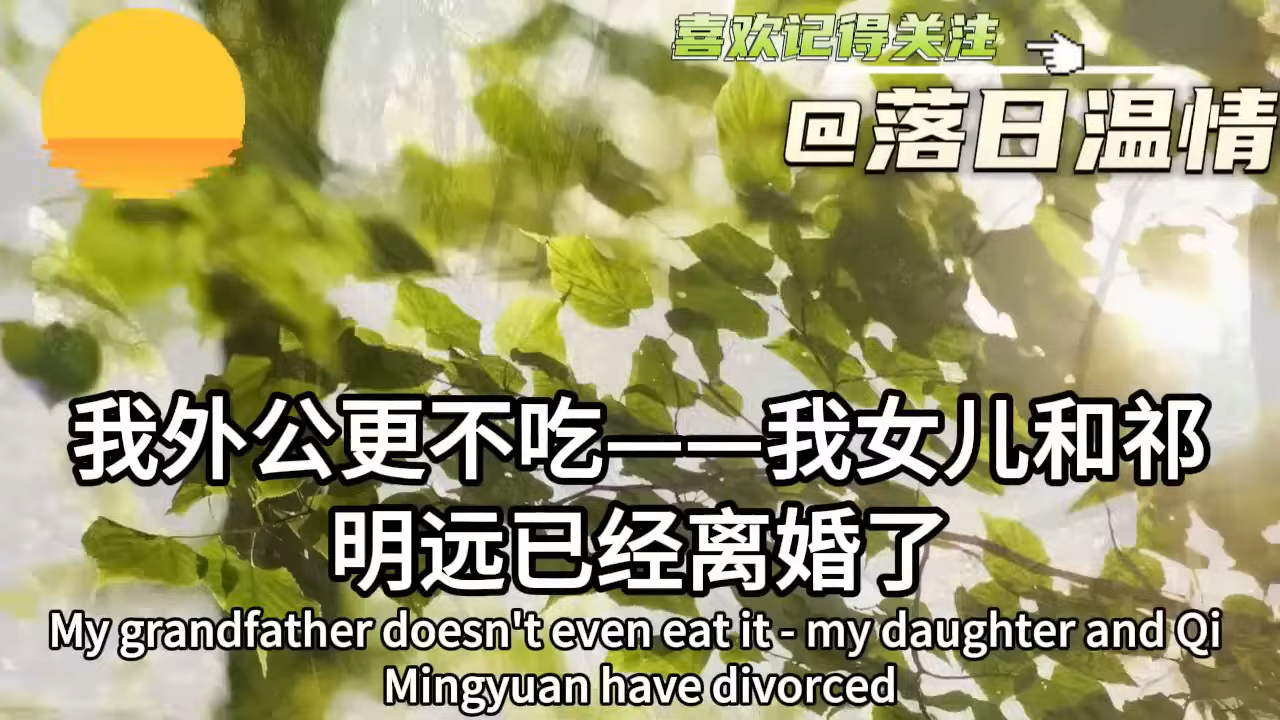 喜欢记得关注
@落日温情
我外公更不吃——我女儿和祁
明远已经离婚了
My grandfather doesn't even eat it - my daughter and Qi
Mingyuan have divorced